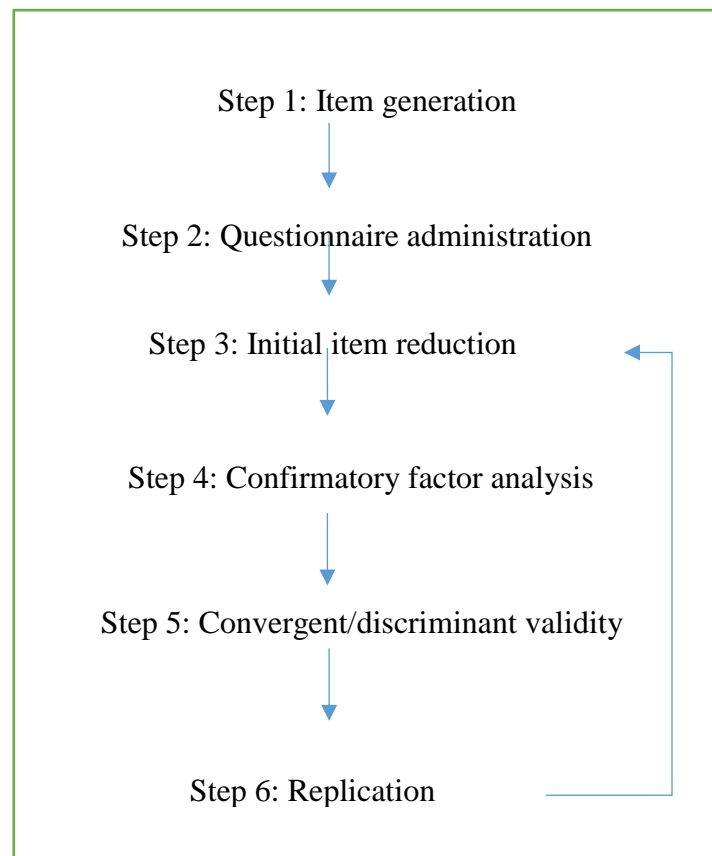 Step 1: Item generation
Step 2: Questionnaire administration
Step 3: Initial item reduction
Step 4: Confirmatory factor analysis
Step 5: Convergent/discriminant validity
Step 6: Replication